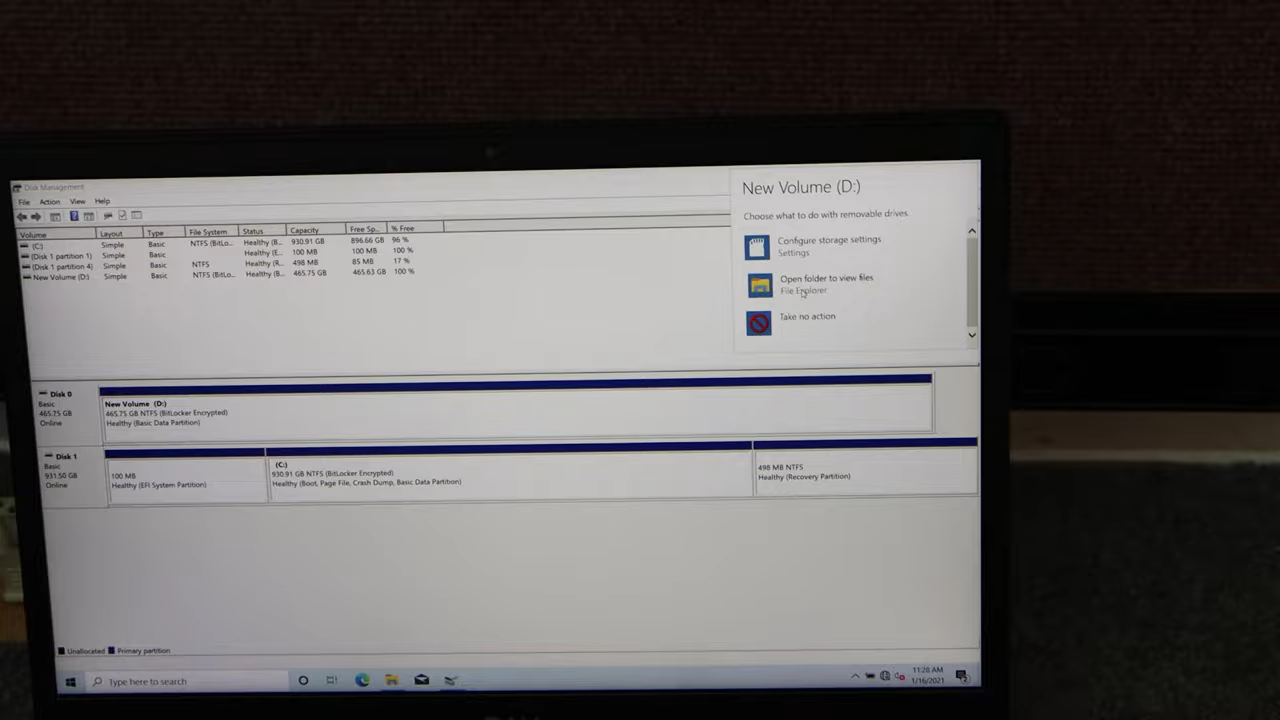 Disk Management
File Action View Help
Volume Layout Type File System Status Capacity Free Sp... % Free
(C:) Simple Basic NTFS (BitLo... Healthy (B... 930.91 GB 896.66 GB 96 %
(Disk 1 partition 1) Simple Basic Healthy (E... 100 MB 100 MB 100 %
(Disk 1 partition 4) Simple Basic NTFS Healthy (R... 498 MB 85 MB 17 %
New Volume (D:) Simple Basic NTFS (BitLo... Healthy (B... 465.75 GB 465.63 GB 100 %
New Volume (D:)
Choose what to do with removable drives.
Configure storage settings
Settings
Open folder to view files
File Explorer
Take no action
Disk 0
Basic
465.75 GB
Online
New Volume (D:)
465.75 GB NTFS (BitLocker Encrypted)
Healthy (Basic Data Partition)
Disk 1
Basic
931.50 GB
Online
100 MB
Healthy (EFI System Partition)
(C:)
930.91 GB NTFS (BitLocker Encrypted)
Healthy (Boot, Page File, Crash Dump, Basic Data Partition)
498 MB NTFS
Healthy (Recovery Partition)
Unallocated Primary partition
Type here to search
11:28 AM
1/16/2021